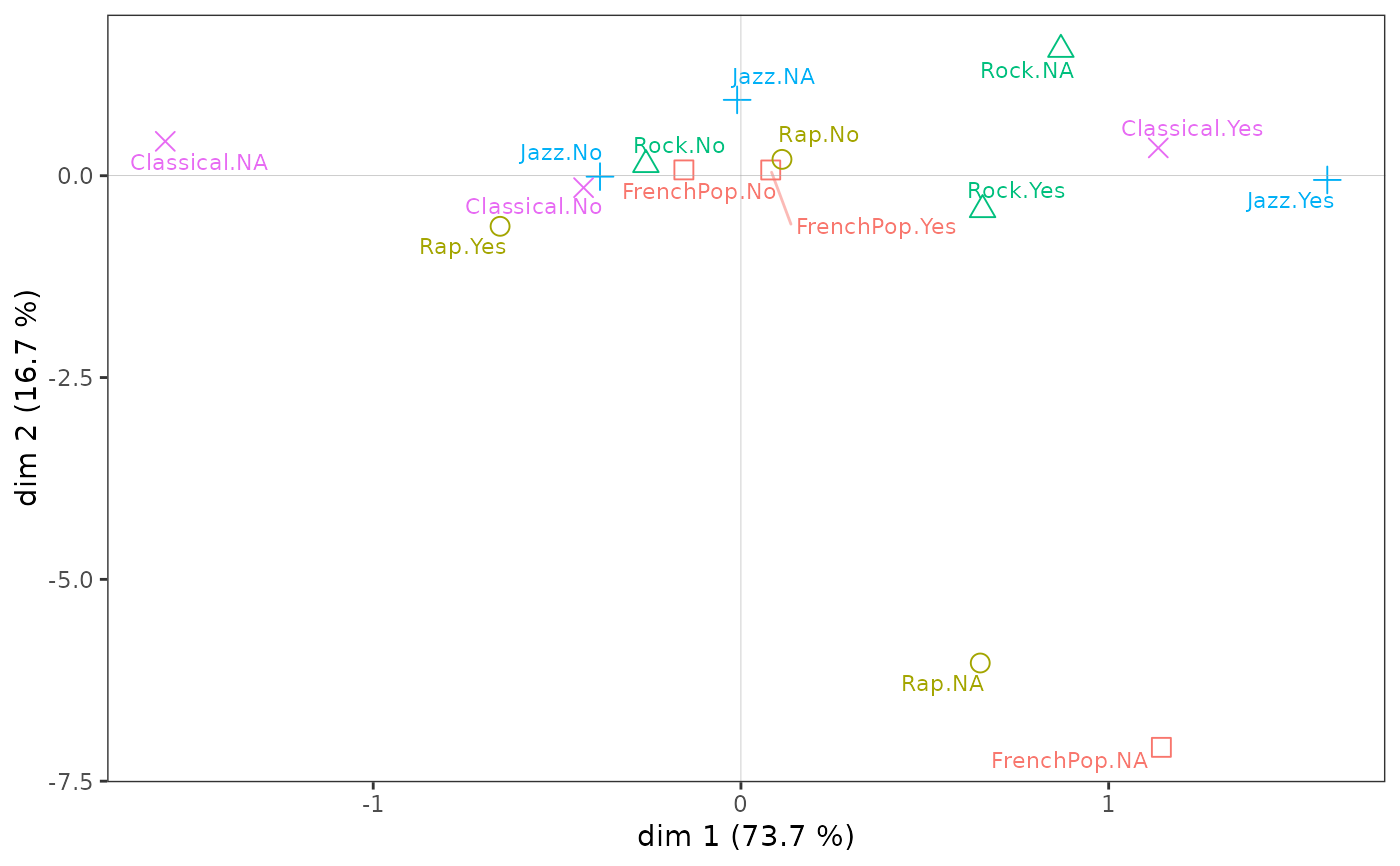 Rock.NA
Jazz.NA
Classical.Yes
Rap.No
Rock.No
Jazz.No
Classical.NA
0.0
FrenchPop.No
Rock.Yes
Jazz.Yes
Classical.No
FrenchPop.Yes
Rap.Yes
-2.5
dim 2 (16.7 %)
-5.0
Rap.NA
FrenchPop.NA
-7.5
-1
0
1
dim 1 (73.7 %)